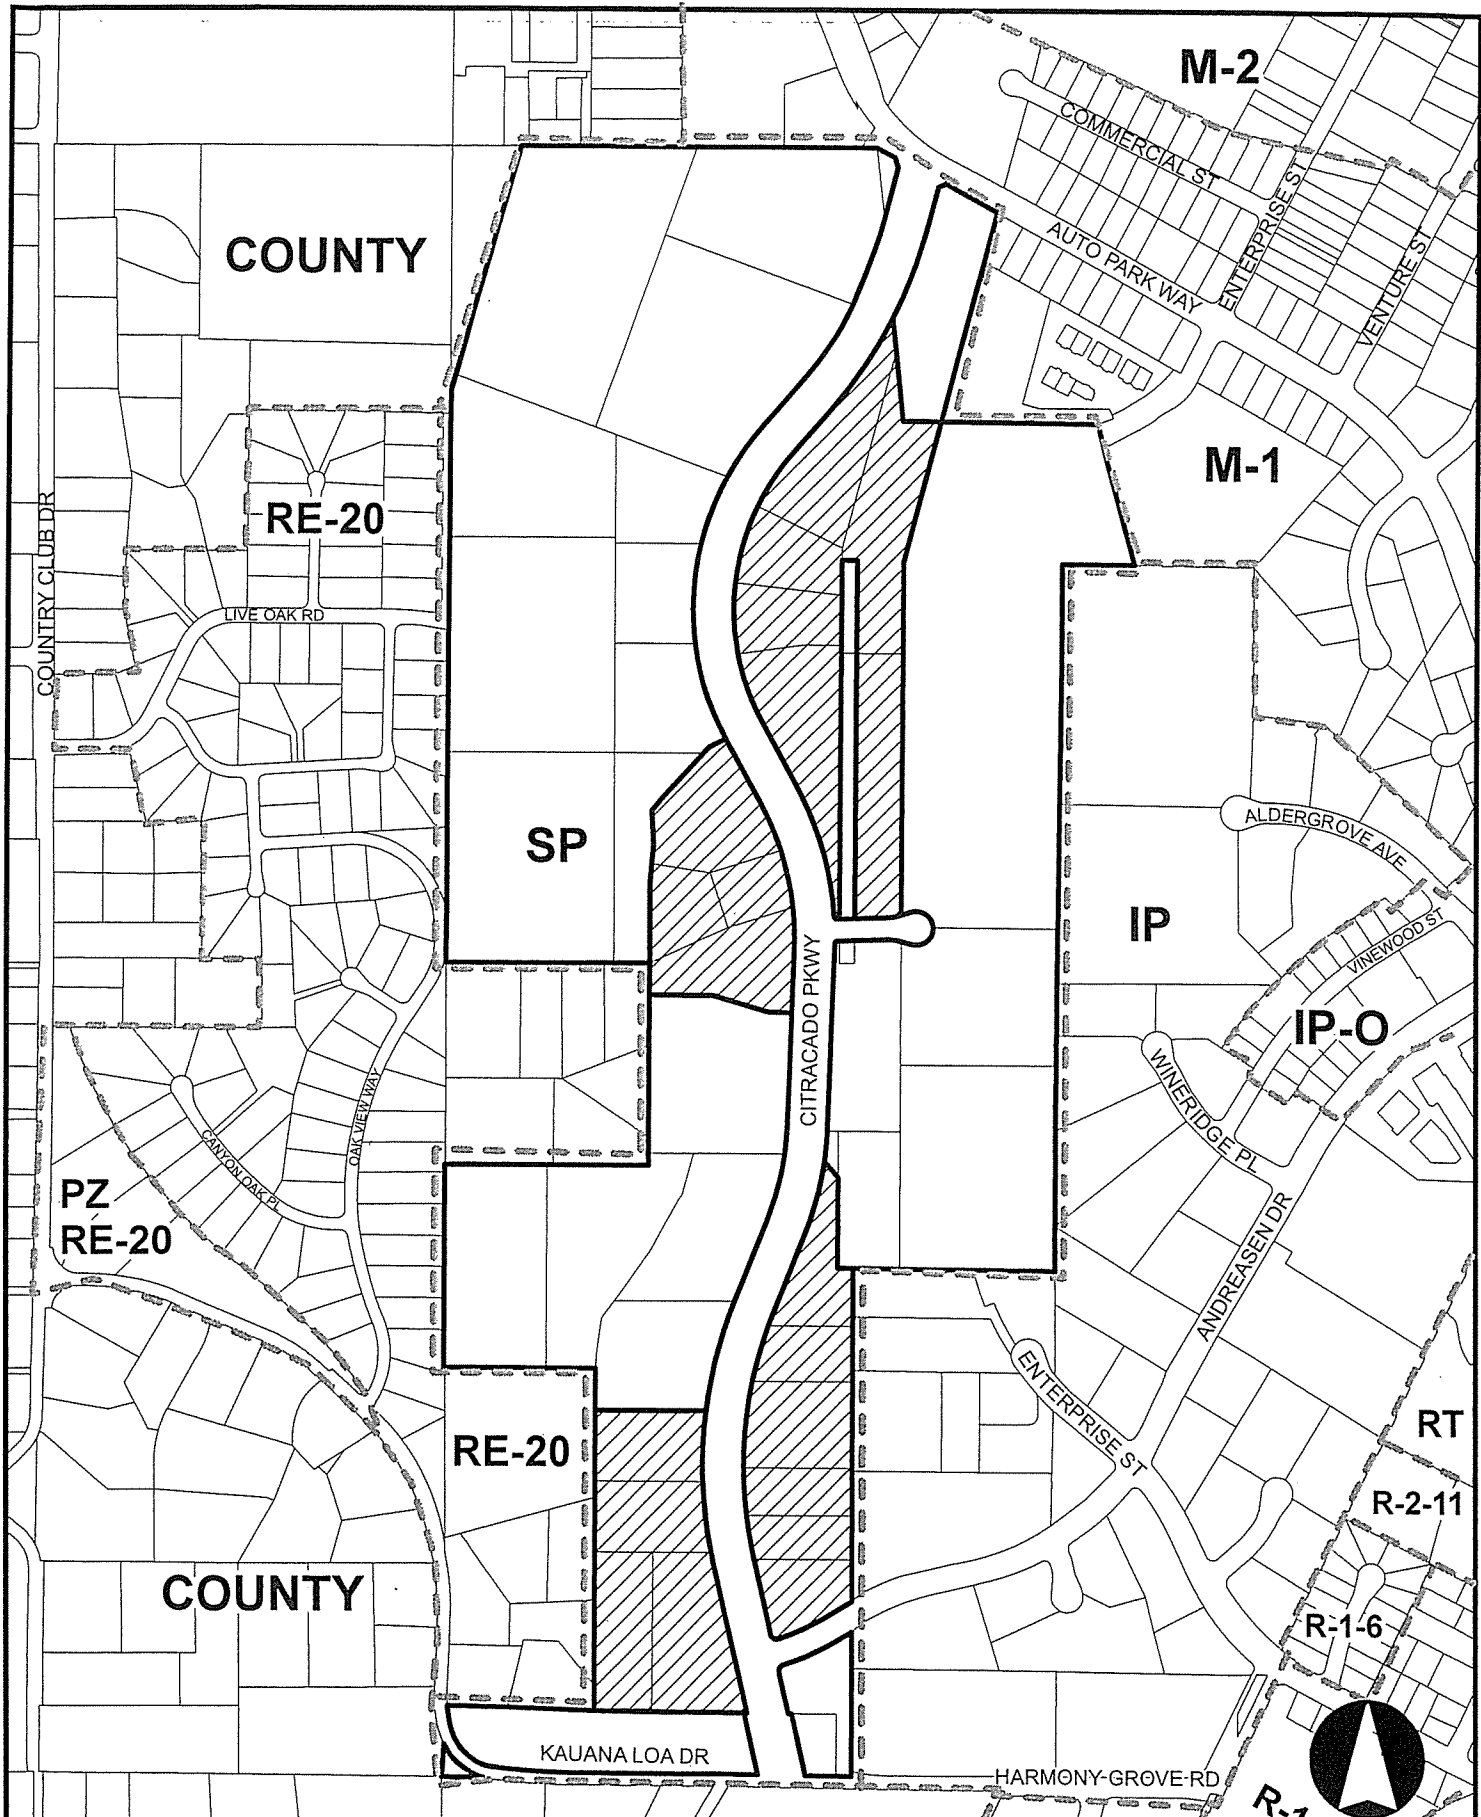 M-2
COMMERCIAL ST
COUNTY
AUTO PARK WAY
ENTERPRISE ST
VENTURE ST
M-1
RE-20
COUNTRY CLUB DR
LIVE OAK RD
SP
ALDERGROVE AVE
IP
VINEWOOD ST
CITRACADO PKWY
IP-O
WINERIDGE PL
OAK VIEW WAY
CANYON OAK PL
PZ
RE-20
ANDREASEN DR
ENTERPRISE ST
RT
RE-20
R-2-11
COUNTY
R-1-6
KAUANA LOA DR
HARMONY GROVE RD